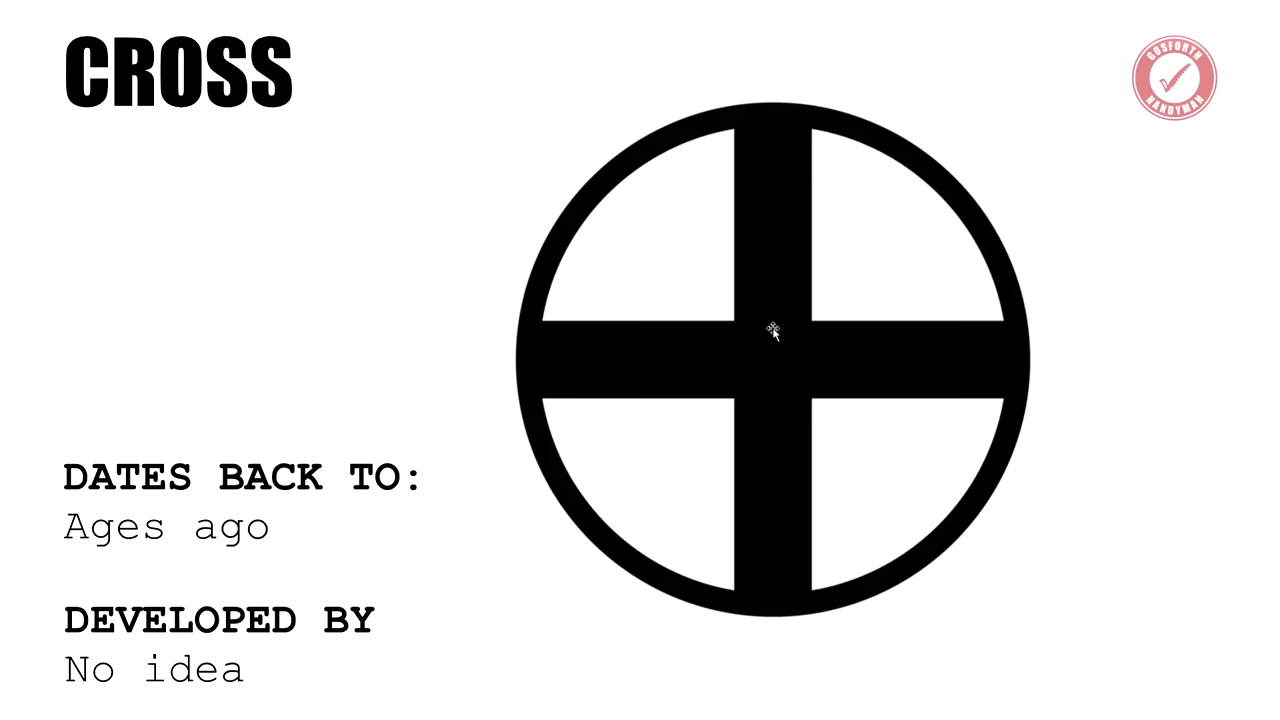 CROSS
GOSFORTH
HANDYMAN
DATES BACK TO:
Ages ago
DEVELOPED BY
No idea